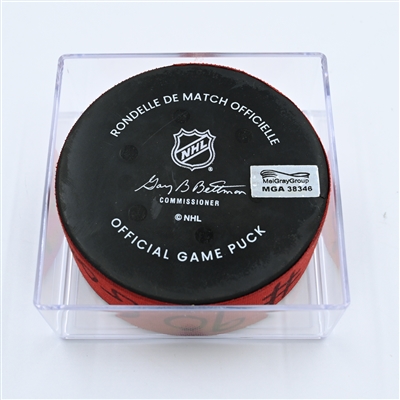 RONDELLE DE MATCH OFFICIELLE
NHL
Gary B Bettman
COMMISSIONER
© NHL
OFFICIAL GAME PUCK
MeiGrayGroup
MGA 38346